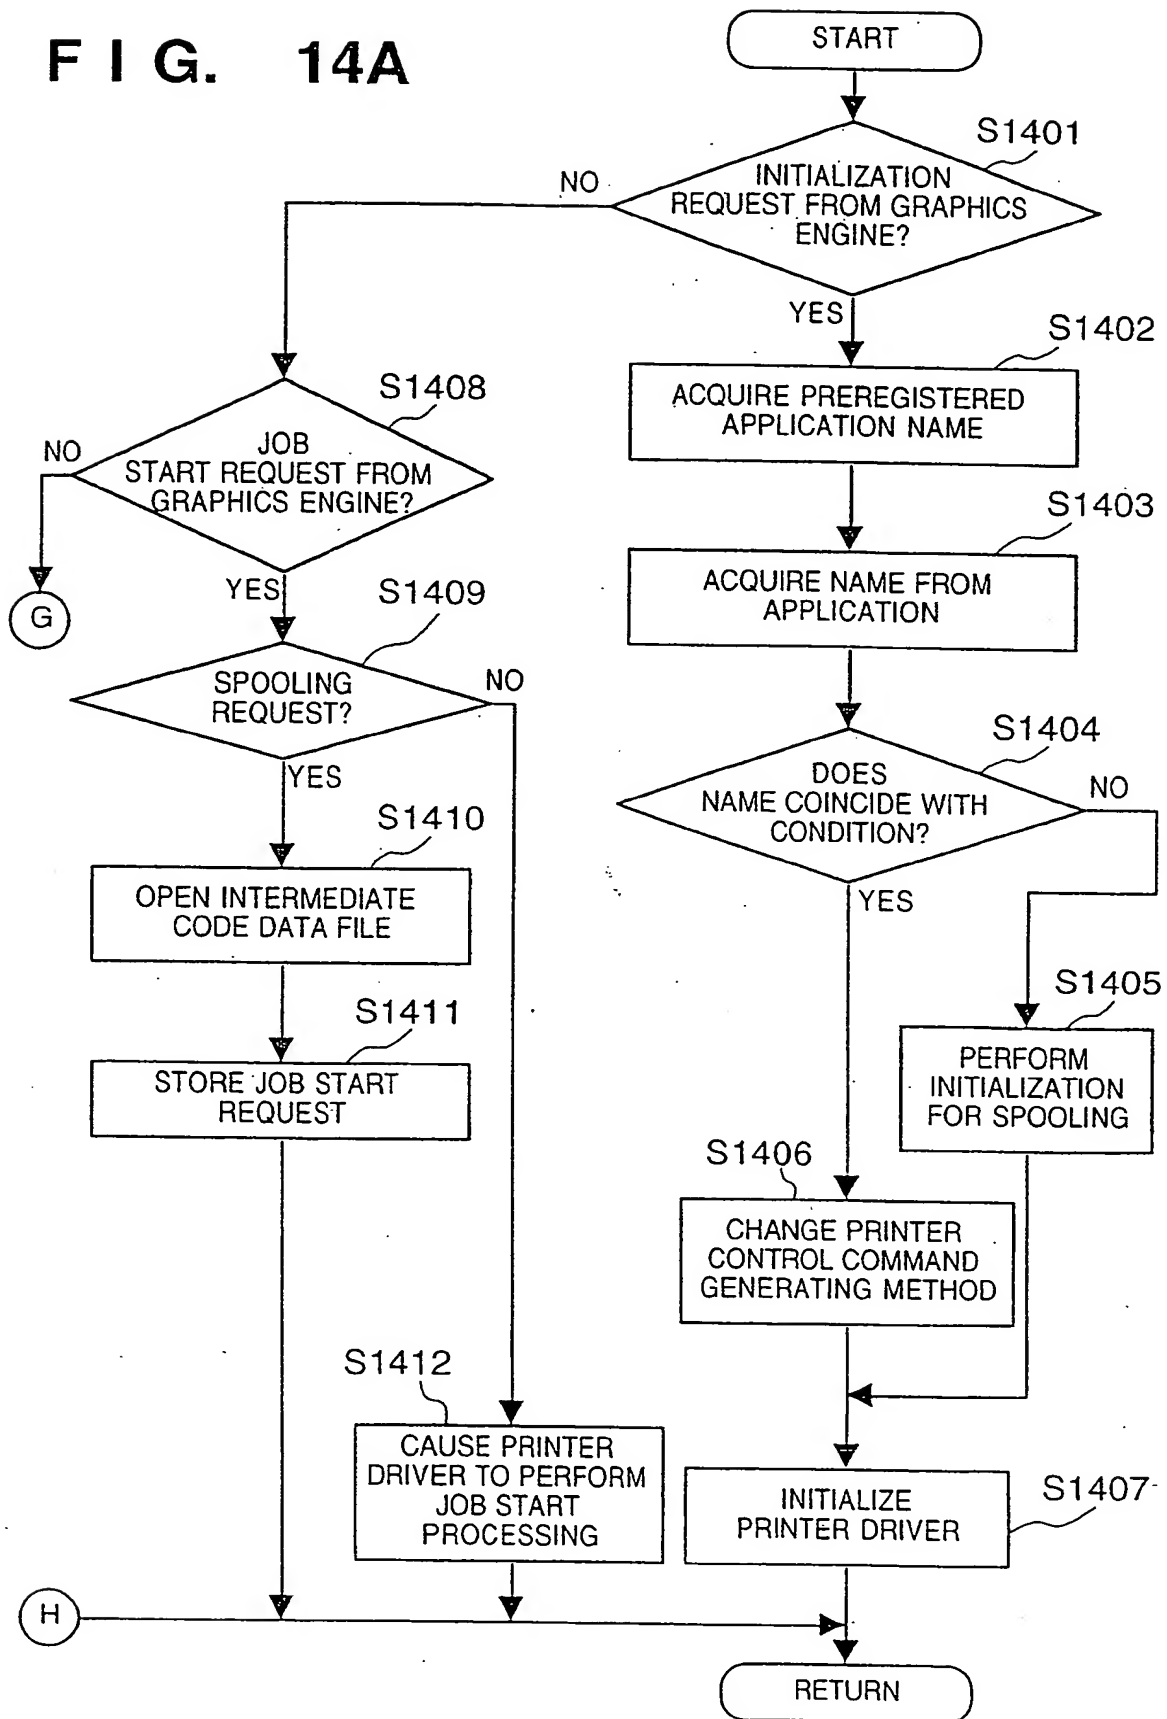 FIG. 14A
START
S1401
INITIALIZATION
REQUEST FROM GRAPHICS
ENGINE?
NO
YES
S1402
ACQUIRE PREREGISTERED
APPLICATION NAME
S1403
ACQUIRE NAME FROM
APPLICATION
S1404
DOES
NAME COINCIDE WITH
CONDITION?
NO
YES
S1405
PERFORM
INITIALIZATION
FOR SPOOLING
S1406
CHANGE PRINTER
CONTROL COMMAND
GENERATING METHOD
S1407
INITIALIZE
PRINTER DRIVER
S1408
JOB
START REQUEST FROM
GRAPHICS ENGINE?
NO
G
YES
S1409
SPOOLING
REQUEST?
NO
YES
S1410
OPEN INTERMEDIATE
CODE DATA FILE
S1411
STORE JOB START
REQUEST
S1412
CAUSE PRINTER
DRIVER TO PERFORM
JOB START
PROCESSING
H
RETURN